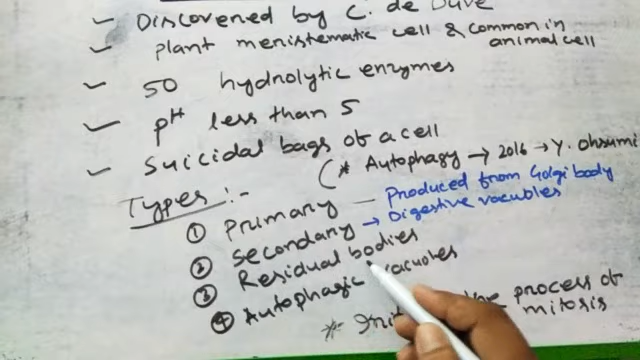 Discovered by C. de Duve
plant meristematic cell & common in
animal cell
50 hydrolytic enzymes
pH less than 5
Suicidal bags of a cell
(* Autophagy → 2016 → Y. ohsumi
Types :-
① Primary — Produced from Golgi body
② Secondary → Digestive vacuoles
③ Residual bodies
④ Autophagic vacuoles
* process of
mitosis